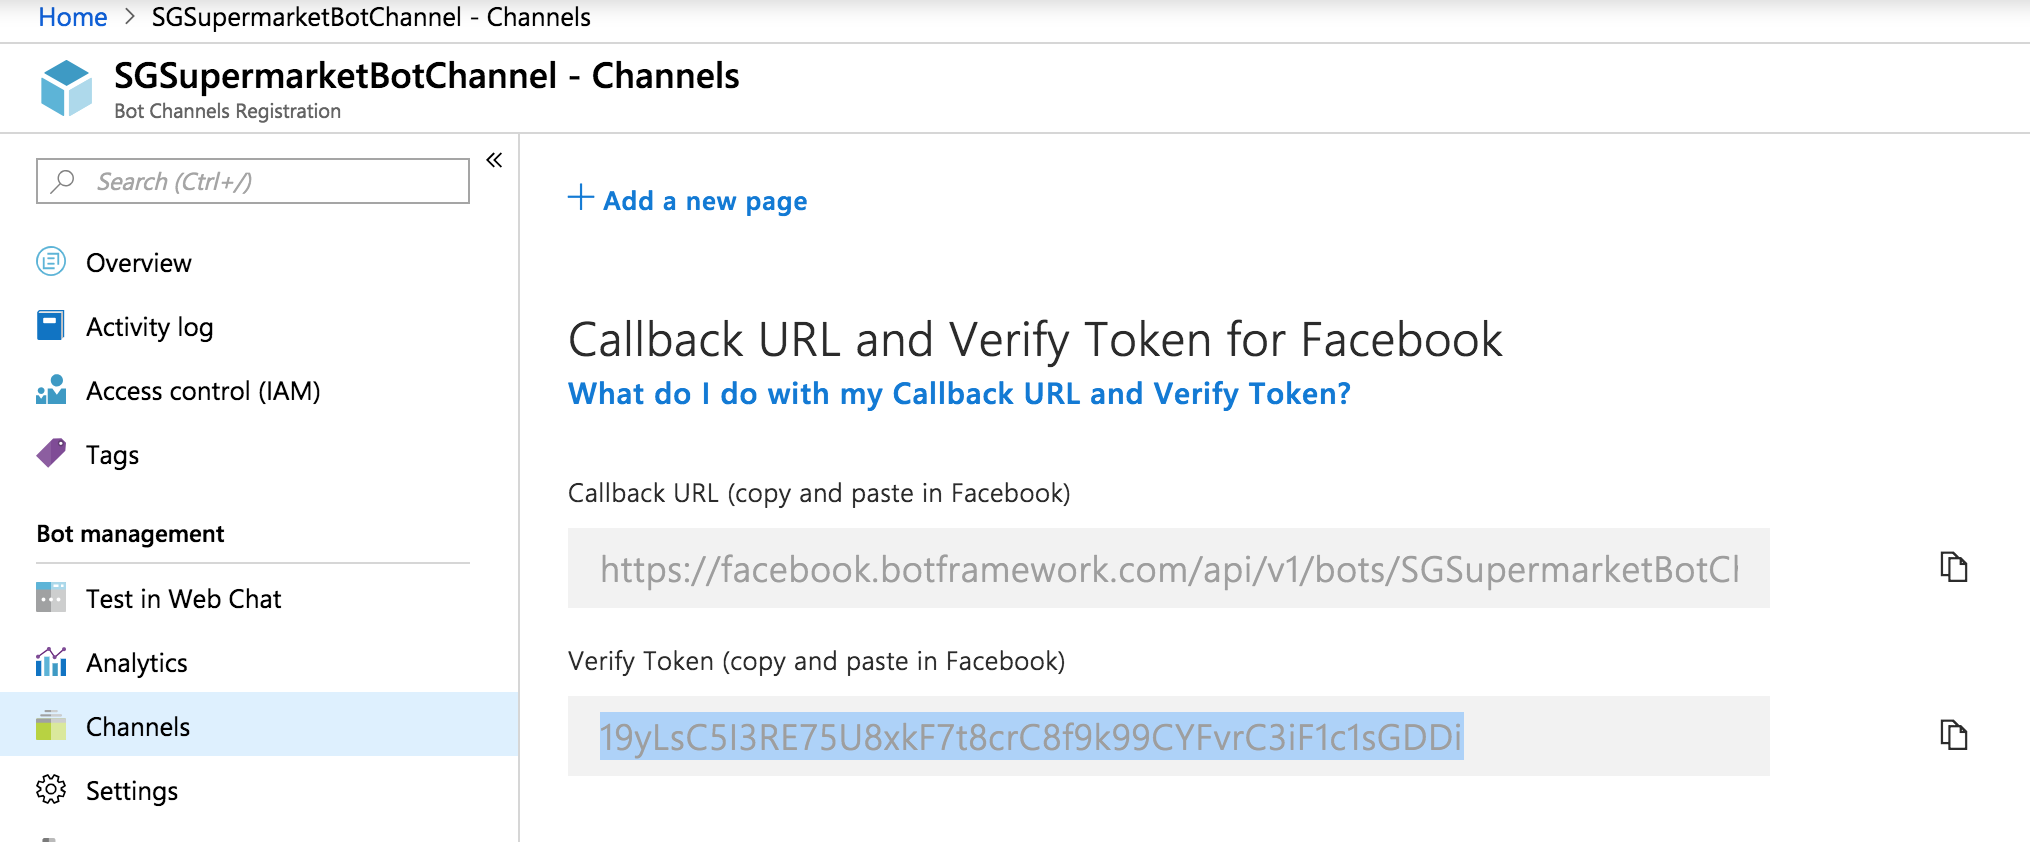 Home > SGSupermarketBotChannel - Channels
SGSupermarketBotChannel - Channels
Bot Channels Registration
Search (Ctrl+/)
«
Overview
Activity log
Access control (IAM)
Tags
Bot management
Test in Web Chat
Analytics
Channels
Settings
+ Add a new page
Callback URL and Verify Token for Facebook
What do I do with my Callback URL and Verify Token?
Callback URL (copy and paste in Facebook)
https://facebook.botframework.com/api/v1/bots/SGSupermarketBotCh
Verify Token (copy and paste in Facebook)
19yLsC5I3RE75U8xkF7t8crC8f9k99CYFvrC3iF1c1sGDDi